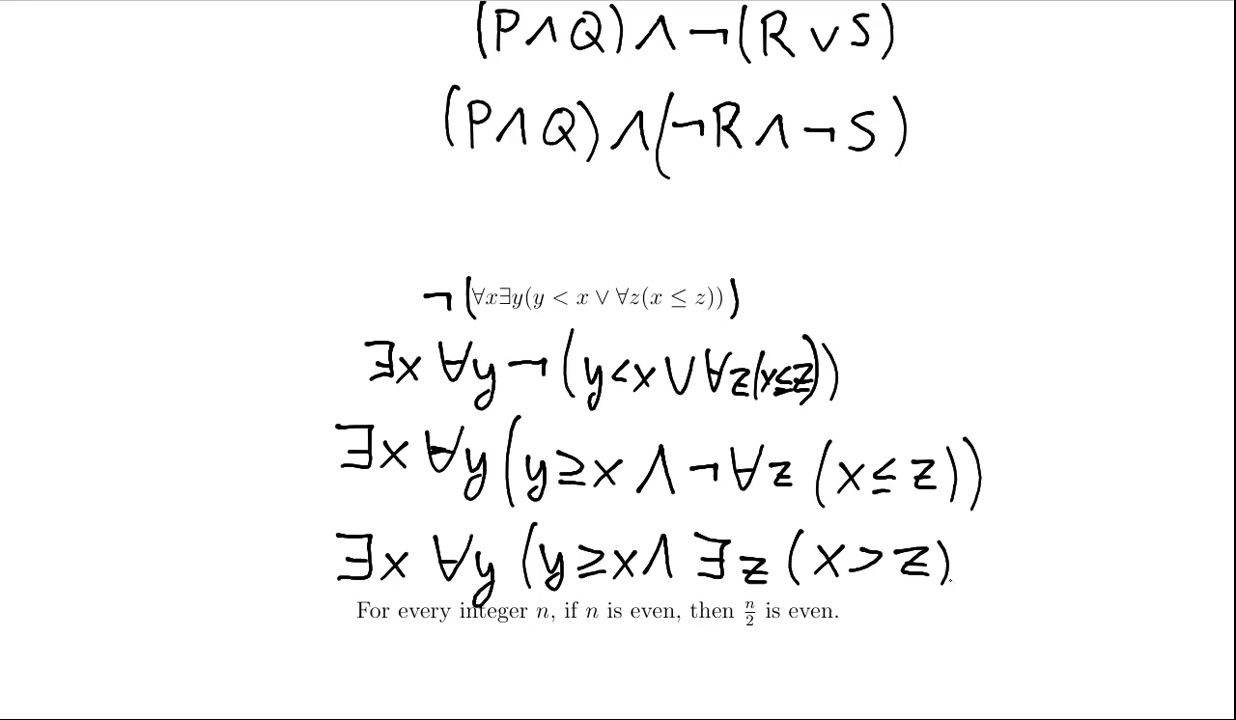 (P∧Q)∧¬(R∨S)
(P∧Q)∧(¬R∧¬S)
¬(∀x∃y(y < x ∨ ∀z(x ≤ z)))
∃x ∀y ¬(y<x ∨ ∀z(x≤z))
∃x ∀y (y≥x ∧ ¬∀z (x≤z))
∃x ∀y (y≥x ∧ ∃z (x>z)
For every integer n, if n is even, then n/2 is even.